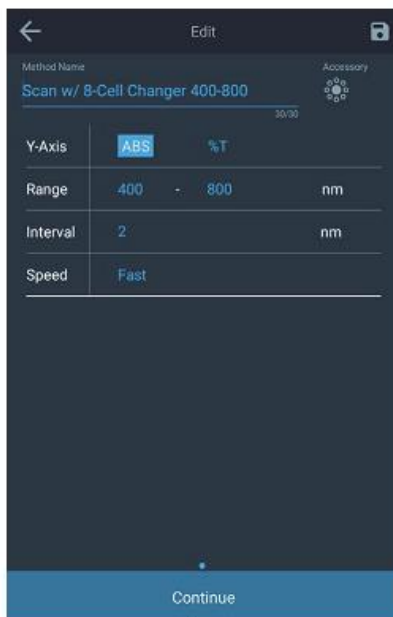 Edit
Method Name
Accessory
Scan w/ 8-Cell Changer 400-800
30/30
Y-Axis ABS %T
Range 400 - 800 nm
Interval 2 nm
Speed Fast
Continue